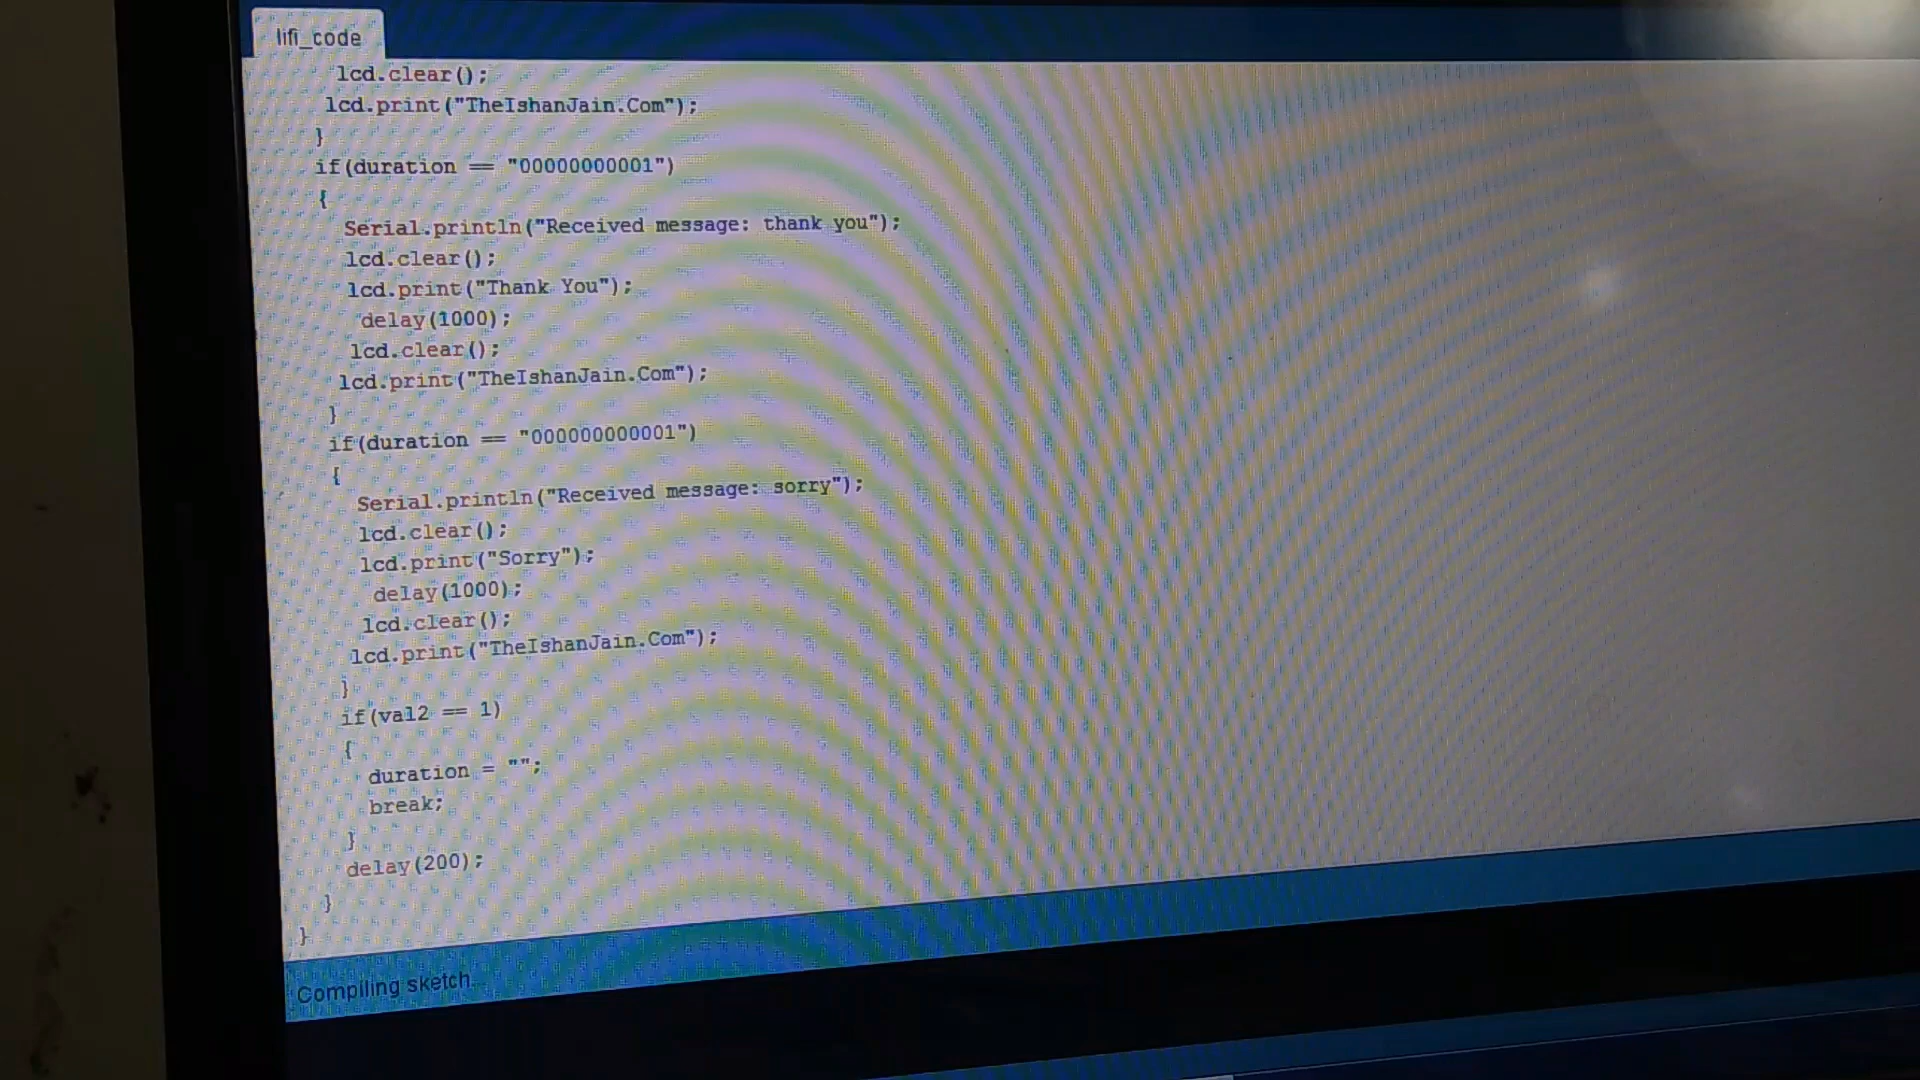 lifi_code
lcd.clear();
lcd.print("TheIshanJain.Com");
}
if(duration == "00000000001")
{
Serial.println("Received message: thank you");
lcd.clear();
lcd.print("Thank You");
delay(1000);
lcd.clear();
lcd.print("TheIshanJain.Com");
}
if(duration == "000000000001")
{
Serial.println("Received message: sorry");
lcd.clear();
lcd.print("Sorry");
delay(1000);
lcd.clear();
lcd.print("TheIshanJain.Com");
}
if(val2 == 1)
{
duration = "";
break;
}
delay(200);
}
}
Compiling sketch...